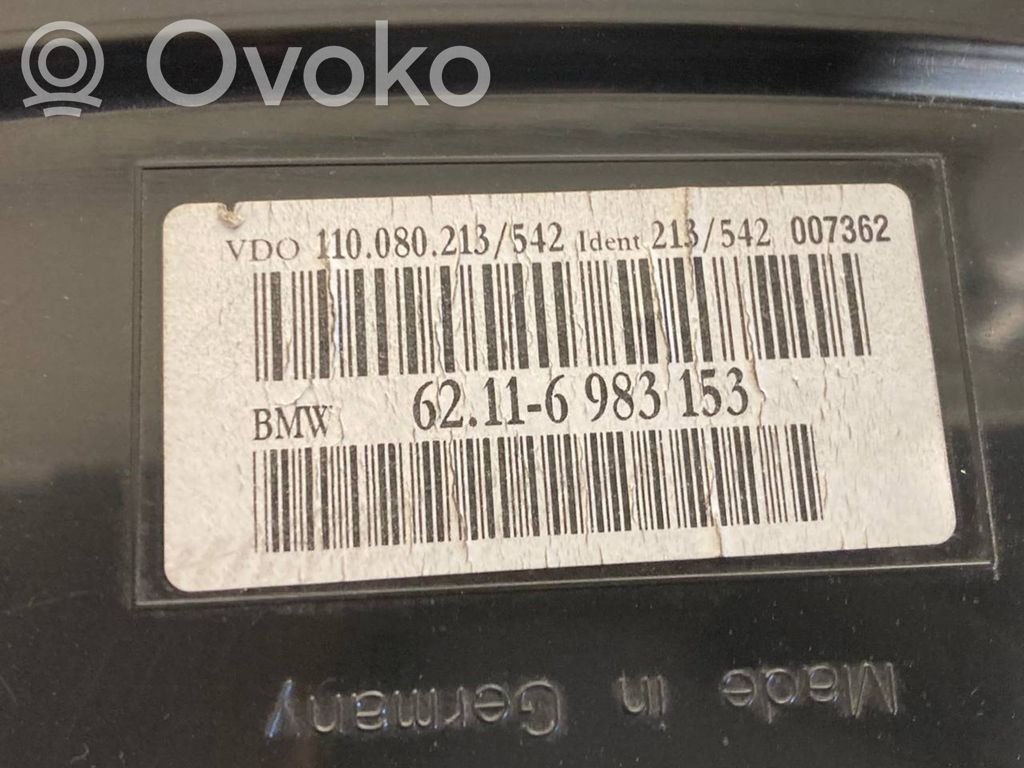 Ovoko
VDO 110.080.213/542 Ident 213/542 007362
BMW 62.11-6 983 153
Made in Germany